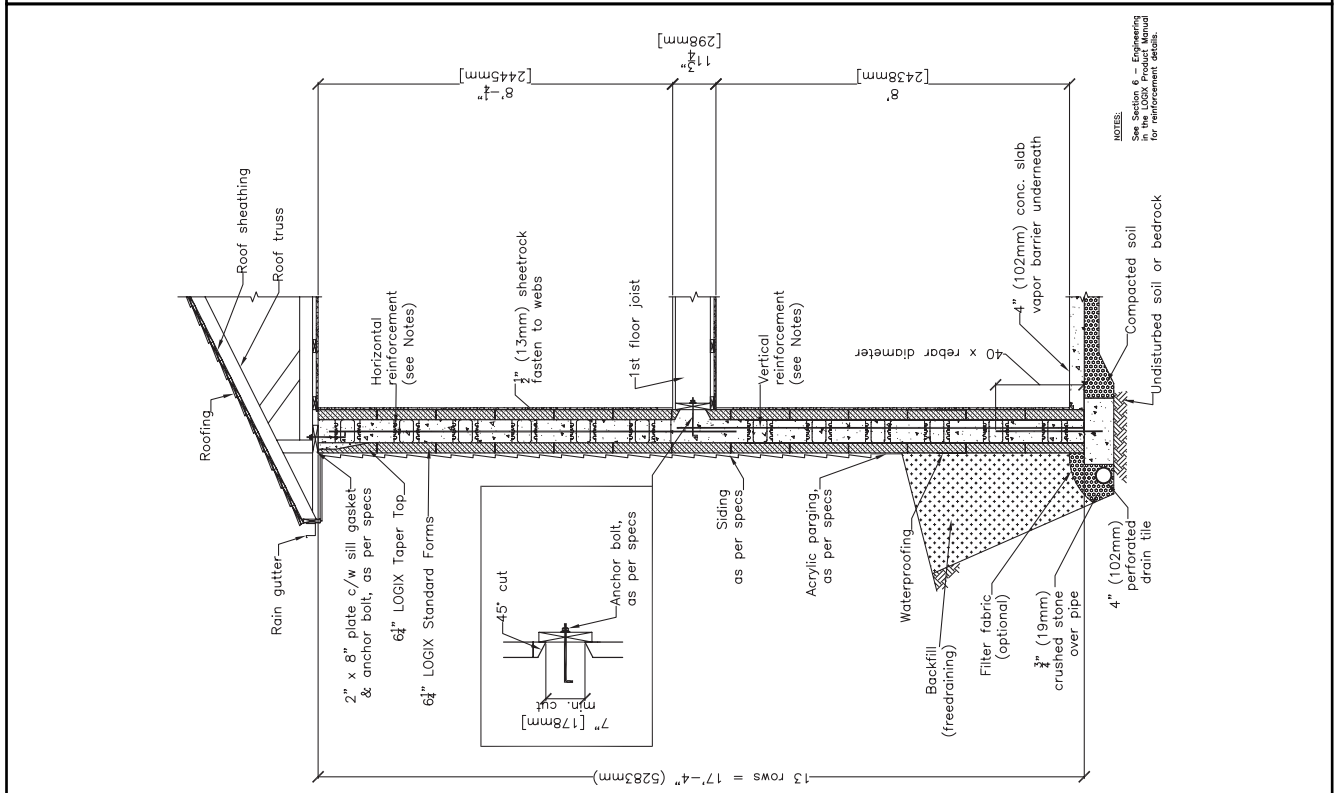 Roofing
Roof sheathing
Roof truss
Rain gutter
2" x 8" plate c/w sill gasket
& anchor bolt, as per specs
6¼" LOGIX Taper Top
6¼" LOGIX Standard Forms
Horizontal
reinforcement
(see Notes)
½" (13mm) sheetrock
fasten to webs
1st floor joist
Vertical
reinforcement
(see Notes)
40 x rebar diameter
4" (102mm) conc. slab
vapor barrier underneath
Compacted soil
Undisturbed soil or bedrock
45° cut
Anchor bolt,
as per specs
7" [178mm]
min. cut
Siding
as per specs
Acrylic parging,
as per specs
Waterproofing
Backfill
(freedraining)
Filter fabric
(optional)
¾" (19mm)
crushed stone
over pipe
4" (102mm)
perforated
drain tile
13 rows = 17'-4" (5283mm)
8'-¼"
[2445mm]
11¾"
[298mm]
8'
[2438mm]
NOTES:
See Section 6 – Engineering
in the LOGIX Product Manual
for reinforcement details.